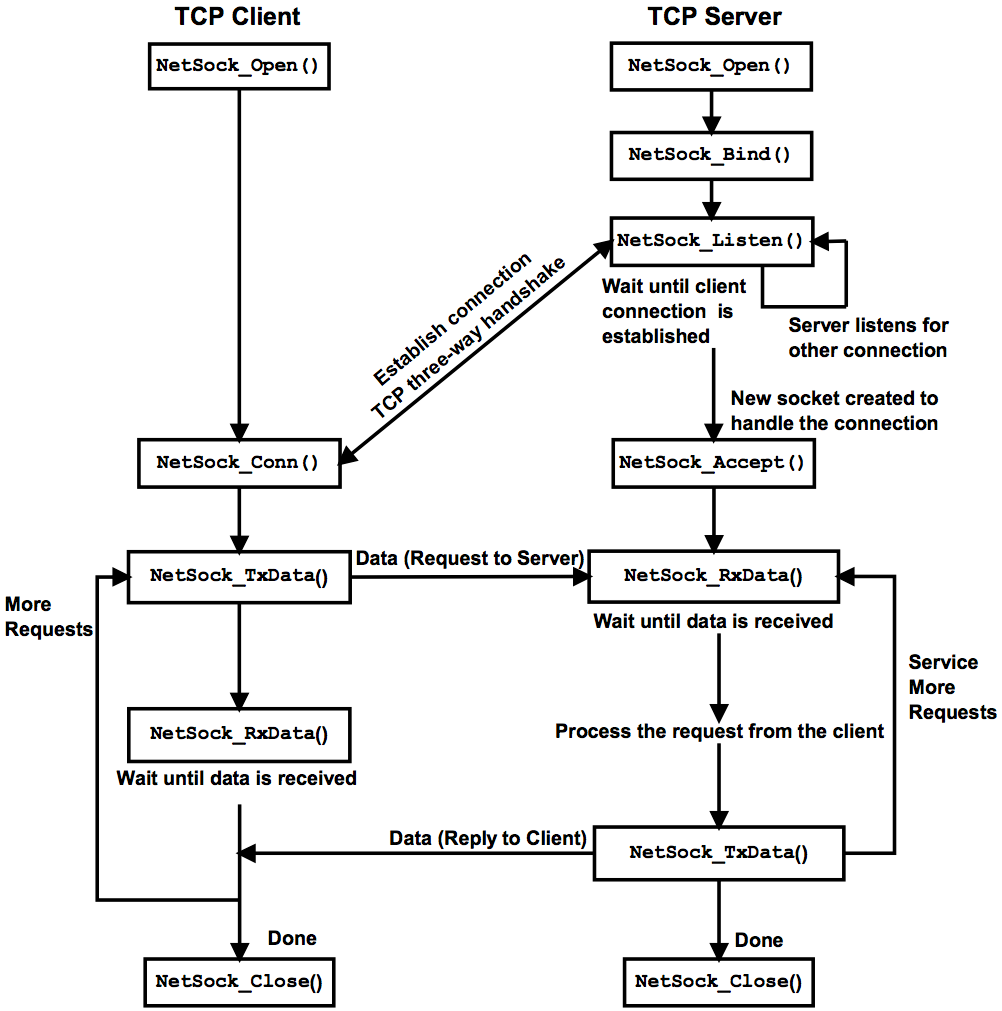 TCP Client
TCP Server
NetSock_Open()
NetSock_Open()
NetSock_Bind()
NetSock_Listen()
Establish connection
TCP three-way handshake
Wait until client
connection is
established
Server listens for
other connection
New socket created to
handle the connection
NetSock_Conn()
NetSock_Accept()
Data (Request to Server)
NetSock_TxData()
NetSock_RxData()
More
Requests
Wait until data is received
Service
More
Requests
NetSock_RxData()
Process the request from the client
Wait until data is received
Data (Reply to Client)
NetSock_TxData()
Done
Done
NetSock_Close()
NetSock_Close()